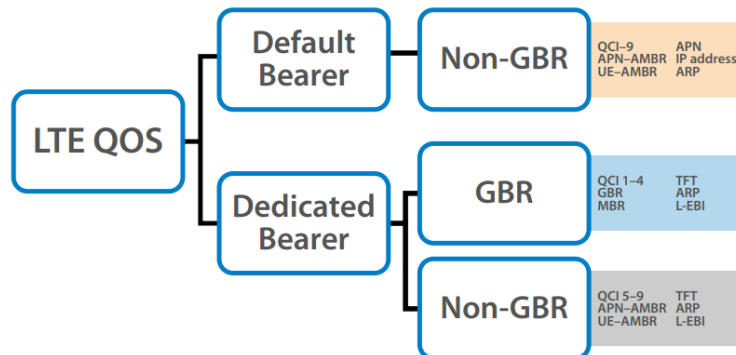 LTE QOS
Default
Bearer
Non-GBR
QCI–9 APN
APN–AMBR IP address
UE–AMBR ARP
Dedicated
Bearer
GBR
QCI 1–4 TFT
GBR ARP
MBR L-EBI
Non-GBR
QCI 5–9 TFT
APN–AMBR ARP
UE–AMBR L-EBI